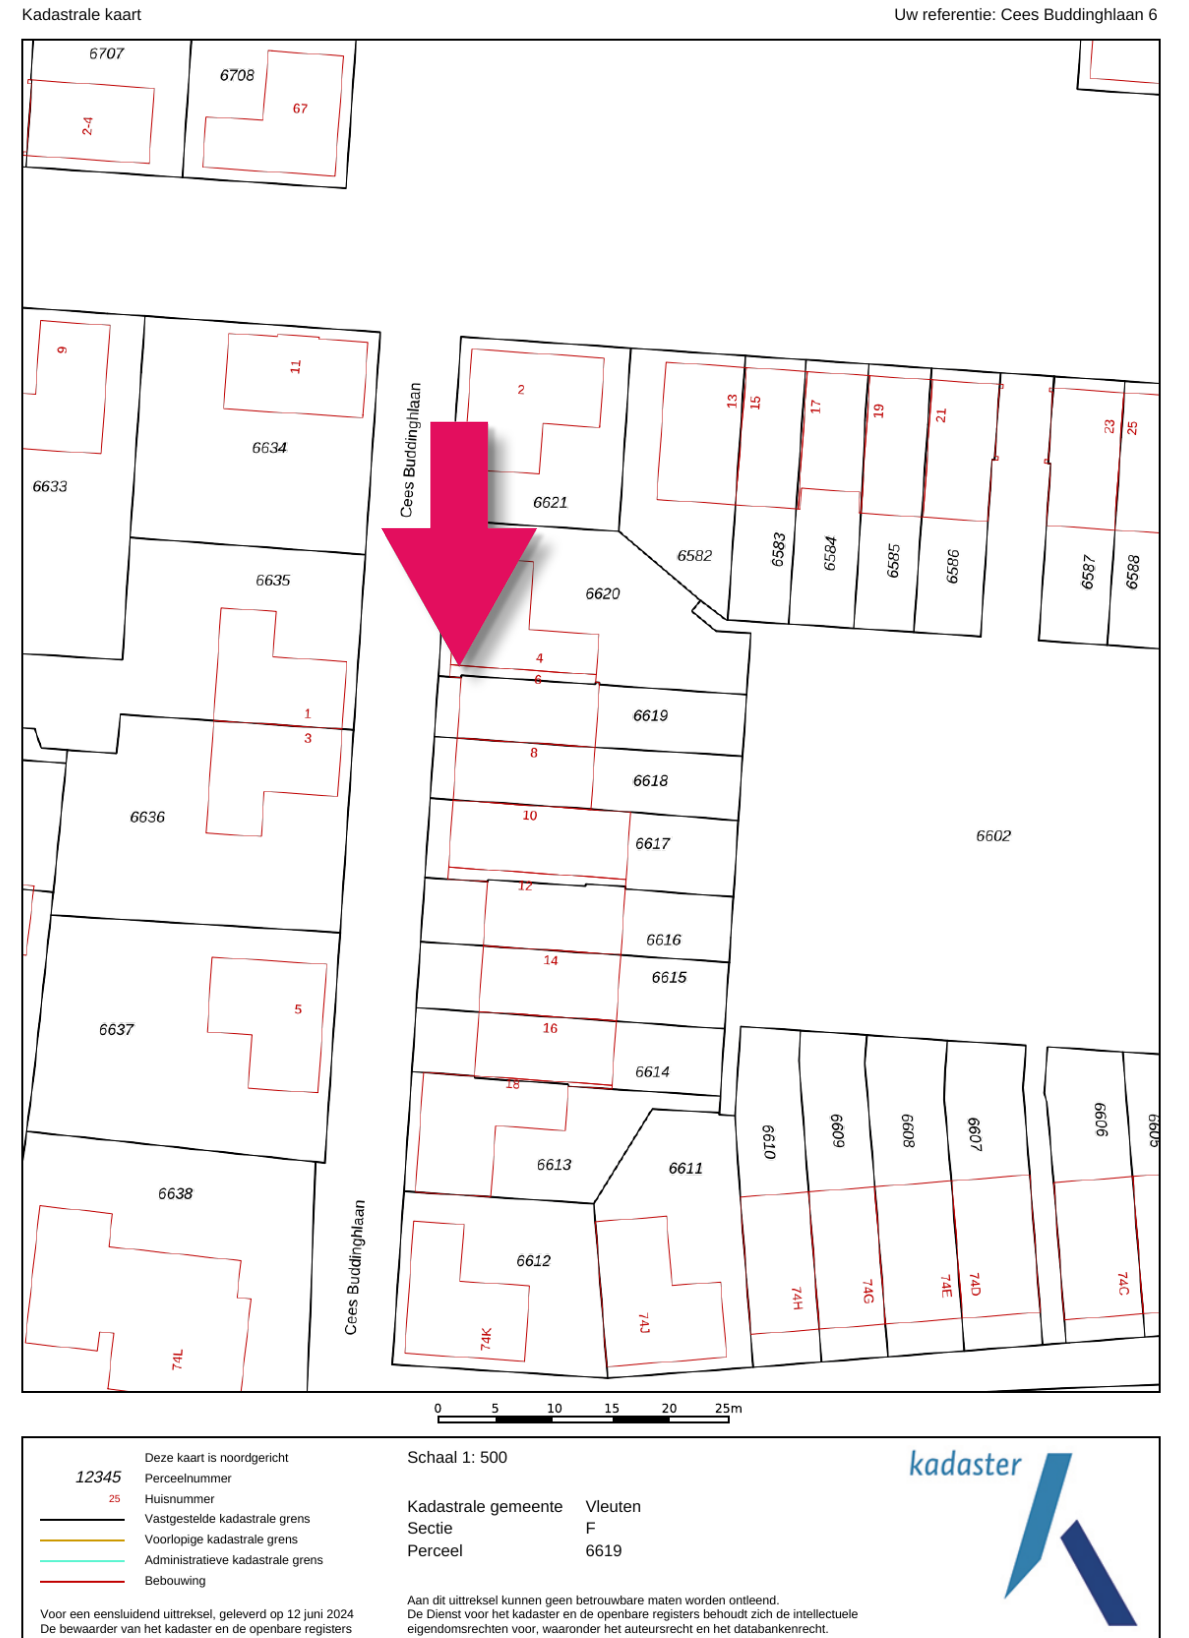 Kadastrale kaart
Uw referentie: Cees Buddinghlaan 6
6707
6708
67
2-4
9
11
2
13
15
17
19
21
23
25
Cees Buddinghlaan
6634
6633
6621
6582
6583
6584
6585
6586
6587
6588
6635
6620
4
6
1
3
6619
8
6618
10
6636
6617
6602
12
6616
14
6615
5
6637
16
6614
18
6613
6611
6610
6609
6608
6607
6606
6605
6638
Cees Buddinghlaan
6612
74L
74K
74J
74H
74G
74E
74D
74C
0 5 10 15 20 25m
Deze kaart is noordgericht
12345 Perceelnummer
25 Huisnummer
Vastgestelde kadastrale grens
Voorlopige kadastrale grens
Administratieve kadastrale grens
Bebouwing
Voor een eensluidend uittreksel, geleverd op 12 juni 2024
De bewaarder van het kadaster en de openbare registers
Schaal 1: 500
Kadastrale gemeente Vleuten
Sectie F
Perceel 6619
Aan dit uittreksel kunnen geen betrouwbare maten worden ontleend.
De Dienst voor het kadaster en de openbare registers behoudt zich de intellectuele
eigendomsrechten voor, waaronder het auteursrecht en het databankenrecht.
kadaster